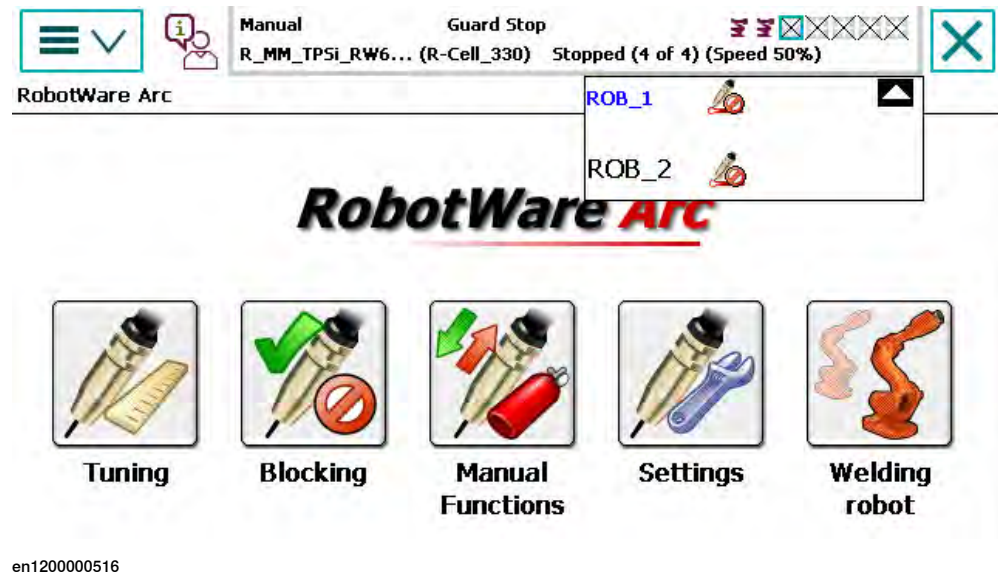 Manual Guard Stop
R_MM_TPSi_RW6... (R-Cell_330) Stopped (4 of 4) (Speed 50%)
RobotWare Arc
ROB_1
ROB_2
RobotWare Arc
Tuning
Blocking
Manual
Functions
Settings
Welding
robot
en1200000516